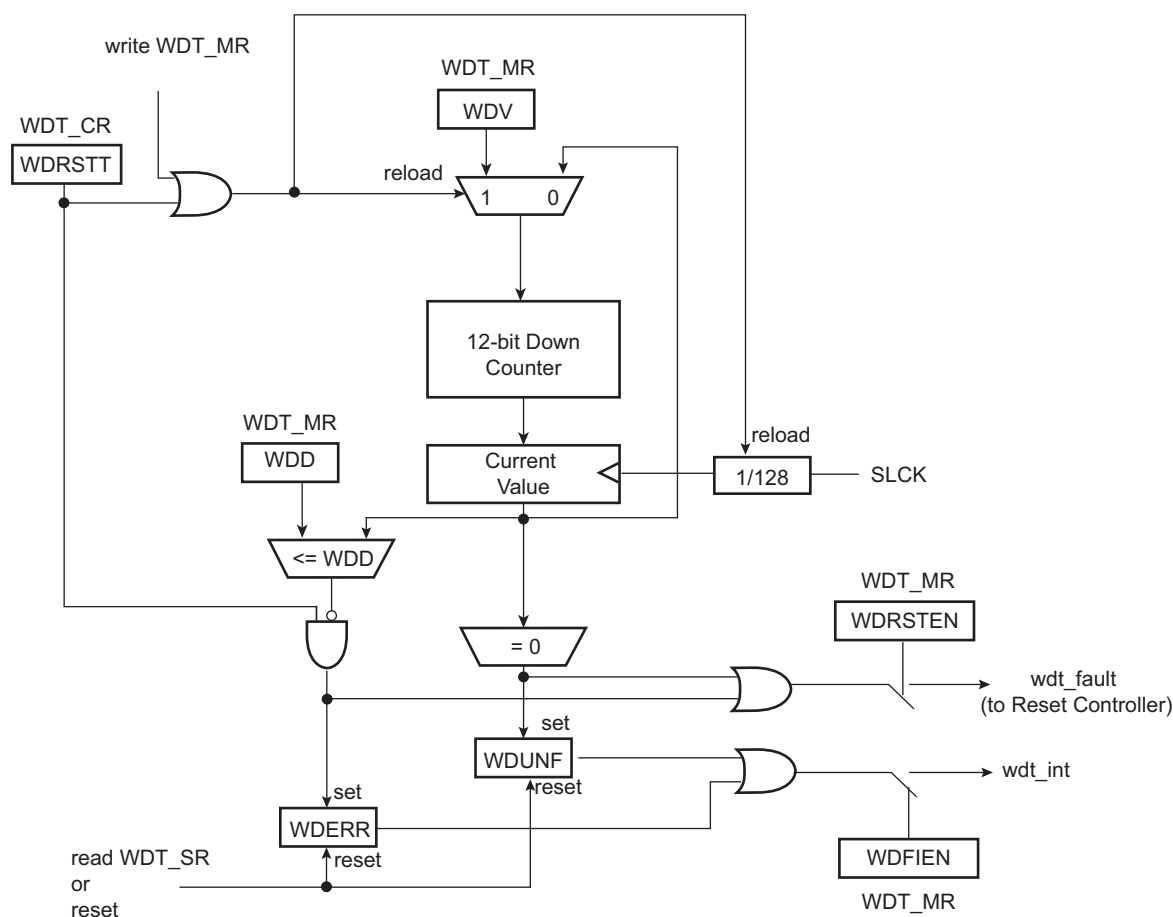 write WDT_MR
WDT_MR
WDV
WDT_CR
WDRSTT
reload
1 0
12-bit Down
Counter
WDT_MR
WDD
reload
Current
Value
1/128
SLCK
<= WDD
WDT_MR
WDRSTEN
= 0
wdt_fault
(to Reset Controller)
set
WDUNF
reset
wdt_int
set
WDERR
reset
read WDT_SR
or
reset
WDFIEN
WDT_MR